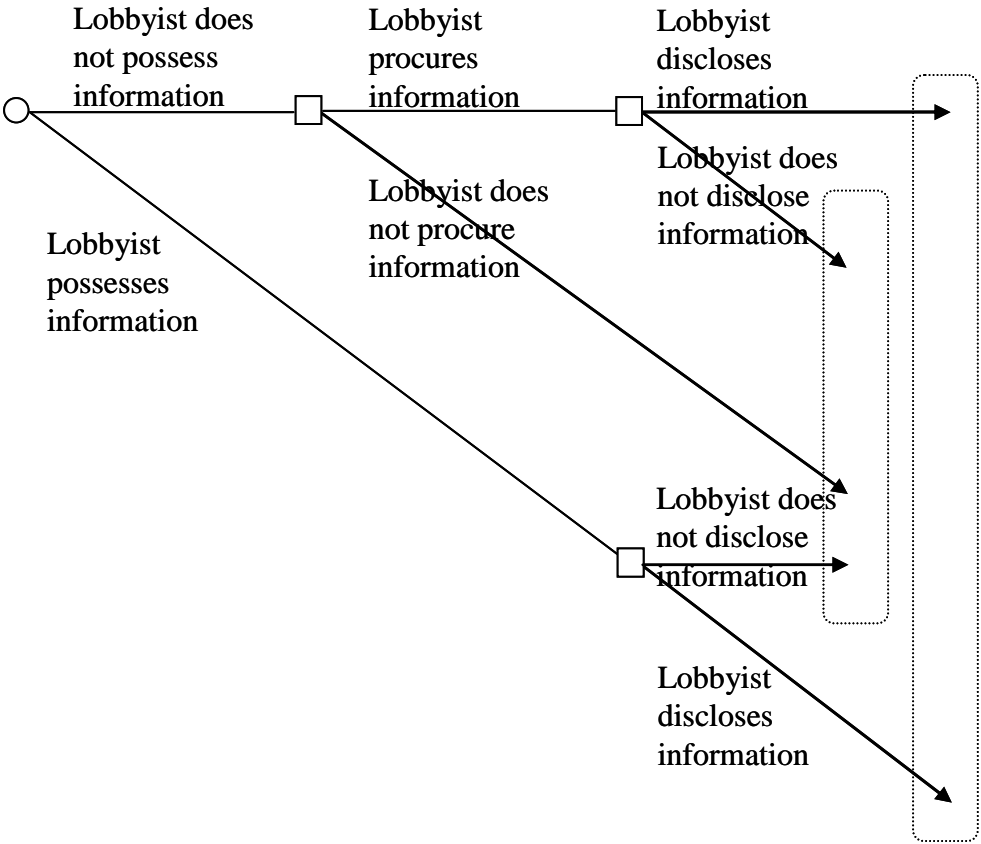 Lobbyist does
not possess
information
Lobbyist
procures
information
Lobbyist
discloses
information
Lobbyist does
not disclose
information
Lobbyist does
not procure
information
Lobbyist
possesses
information
Lobbyist does
not disclose
information
Lobbyist
discloses
information